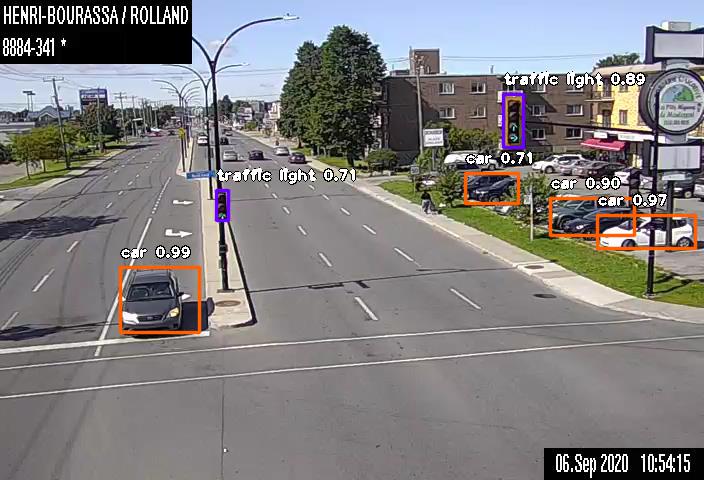 HENRI-BOURASSA / ROLLAND
8884-341 *
traffic light 0.89
car 0.71
traffic light 0.71
car 0.90
car 0.97
car 0.99
06.Sep 2020 10:54:15